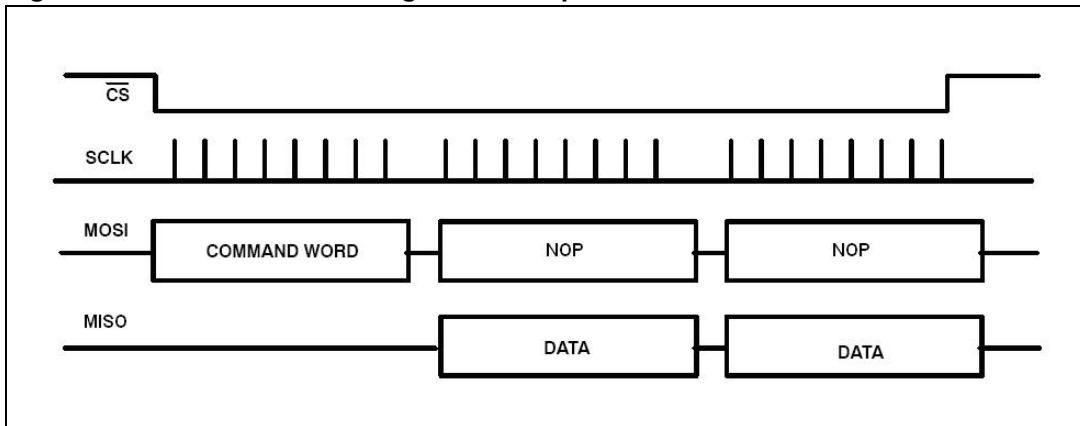 CS
SCLK
MOSI
COMMAND WORD
NOP
NOP
MISO
DATA
DATA